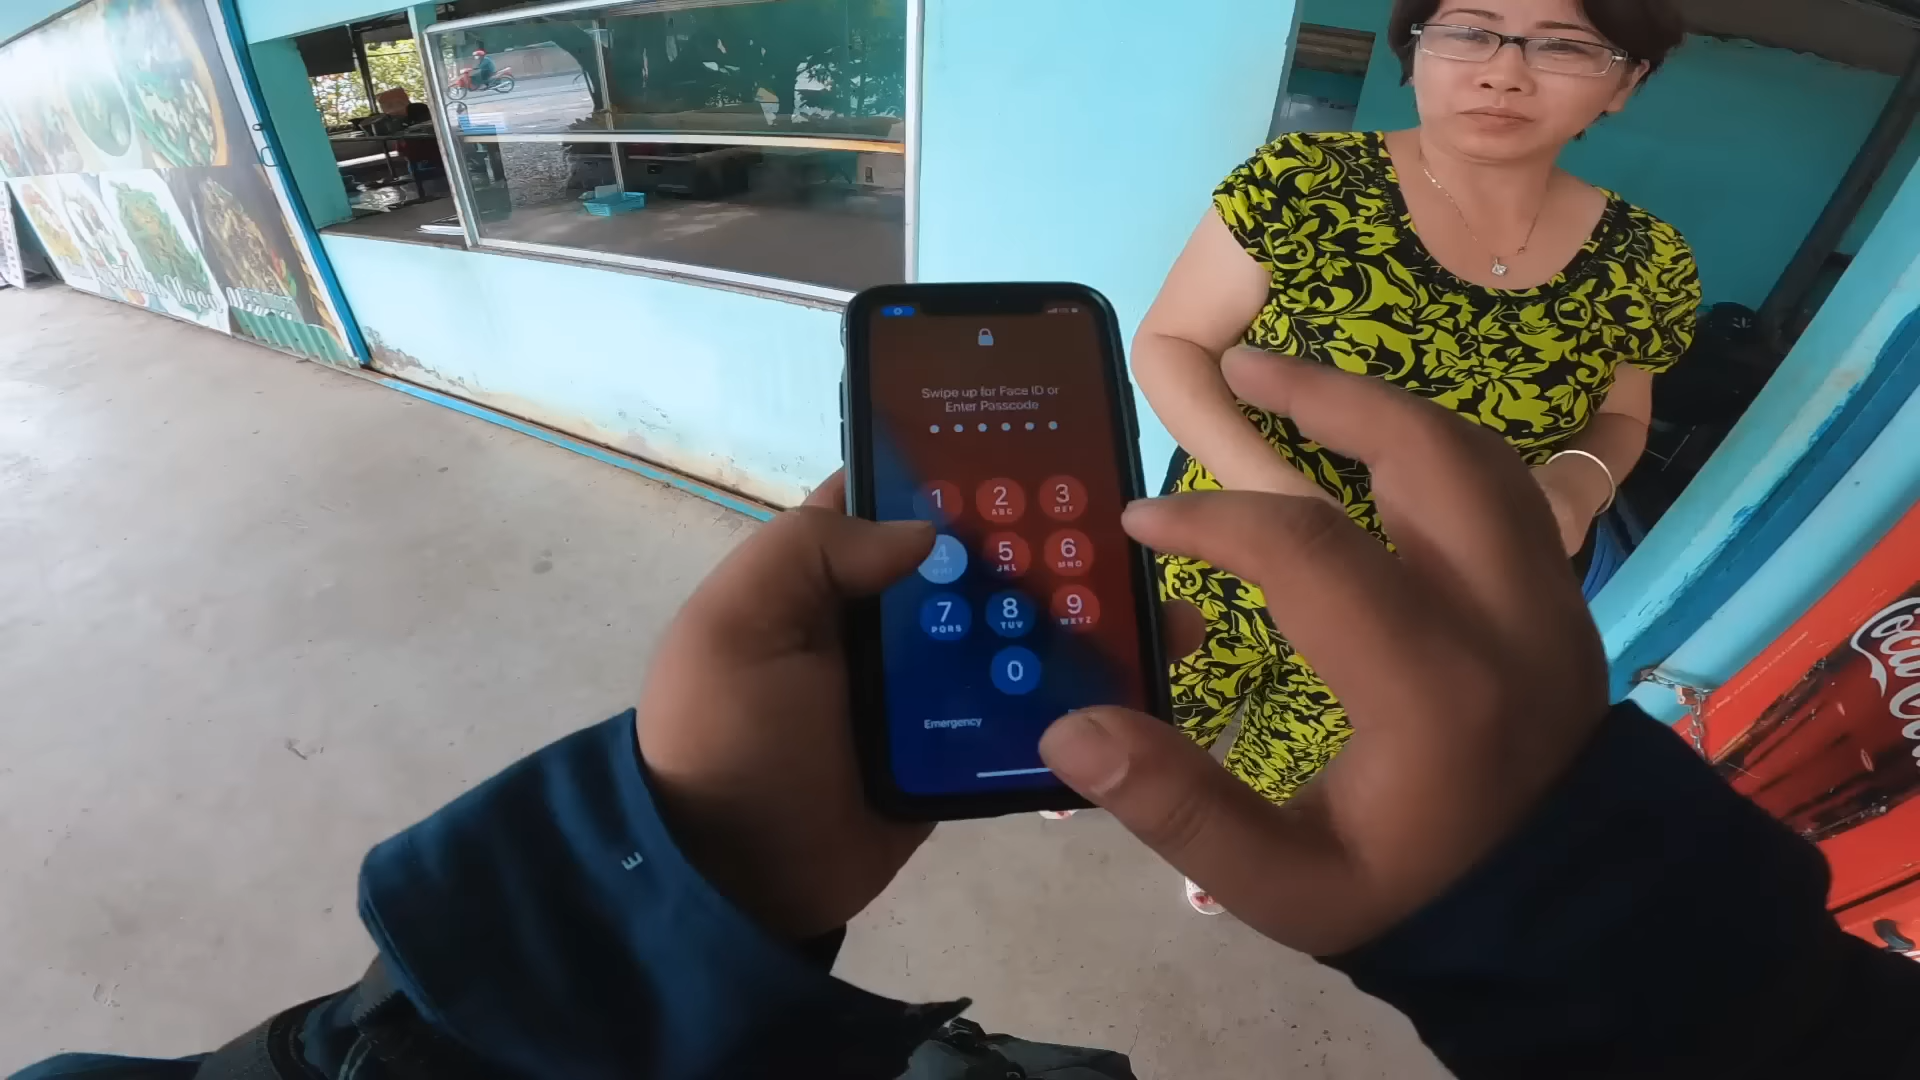 Swipe up for Face ID or
Enter Passcode
1
2
ABC
3
DEF
4
5
JKL
6
MNO
7
PQRS
8
TUV
9
WXYZ
0
Emergency
E